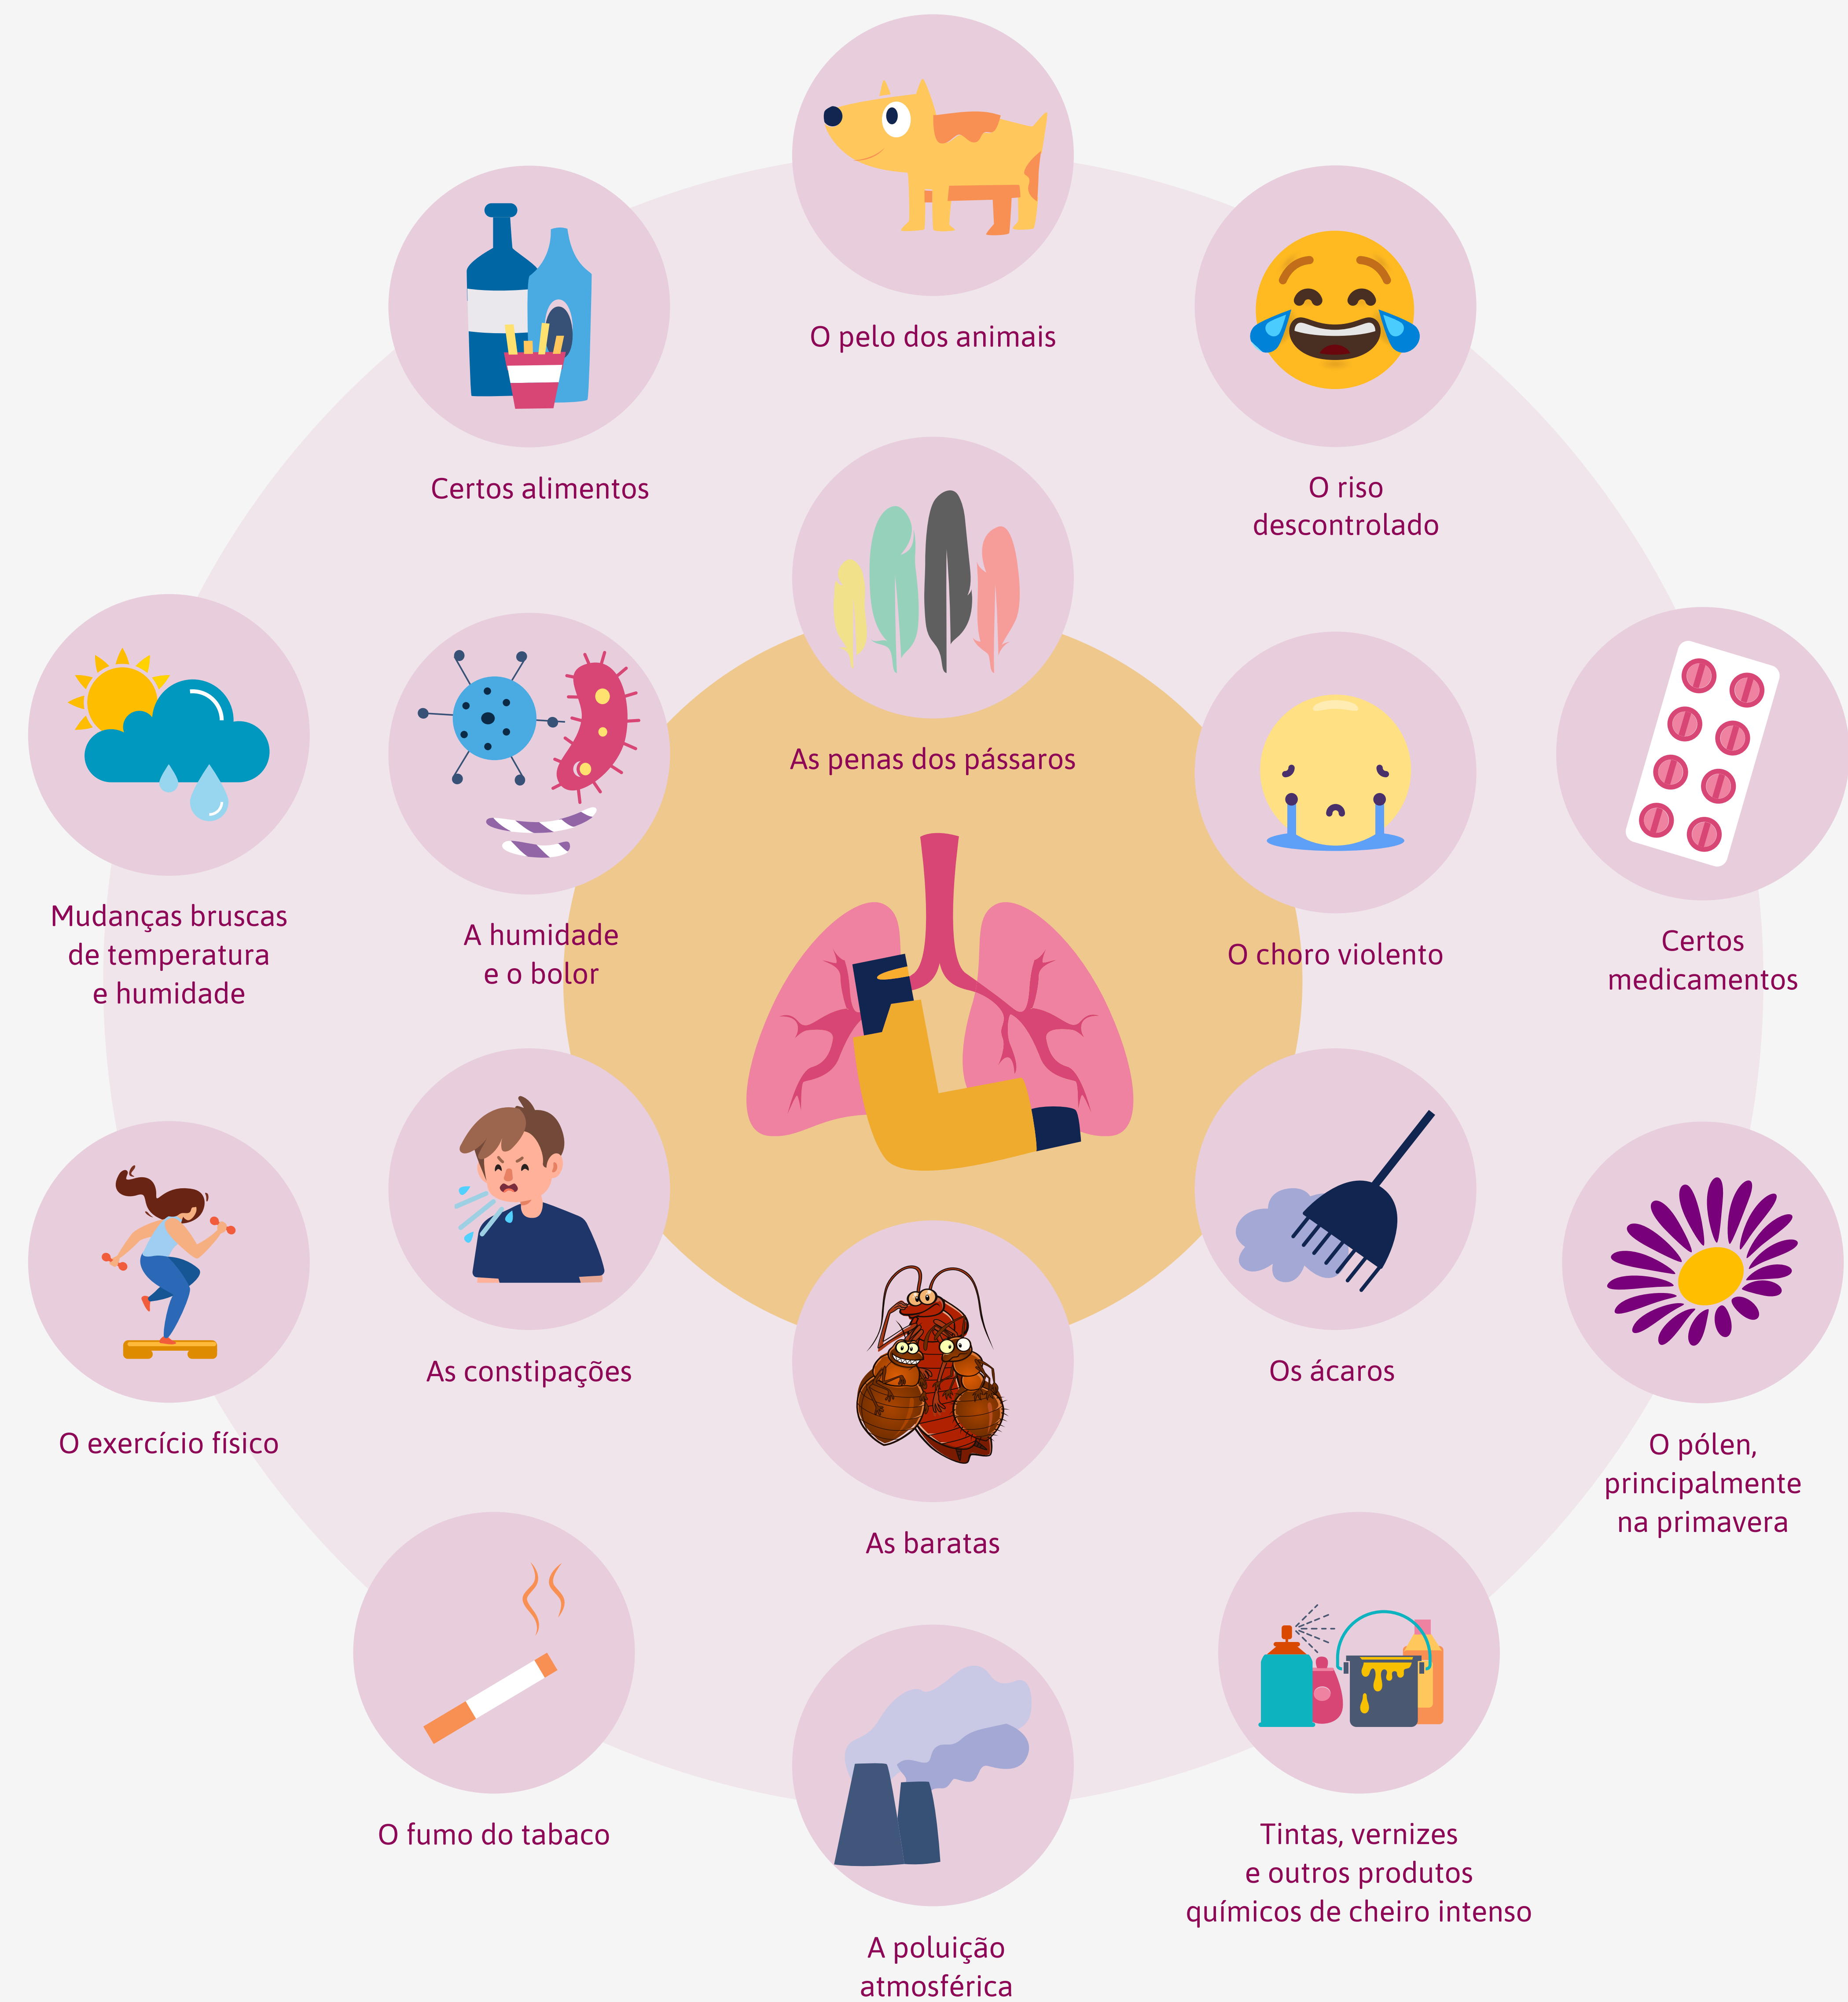 O pelo dos animais
Certos alimentos
O riso
descontrolado
As penas dos pássaros
Mudanças bruscas
de temperatura
e humidade
A humidade
e o bolor
O choro violento
Certos
medicamentos
O exercício físico
As constipações
As baratas
Os ácaros
O pólen,
principalmente
na primavera
O fumo do tabaco
A poluição
atmosférica
Tintas, vernizes
e outros produtos
químicos de cheiro intenso